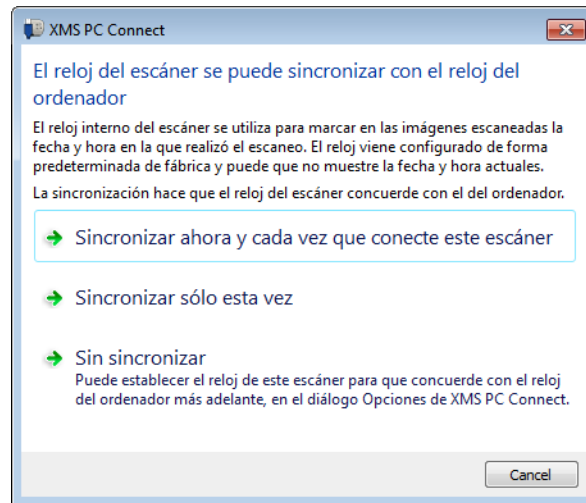 XMS PC Connect
El reloj del escáner se puede sincronizar con el reloj del
ordenador
El reloj interno del escáner se utiliza para marcar en las imágenes escaneadas la
fecha y hora en la que realizó el escaneo. El reloj viene configurado de forma
predeterminada de fábrica y puede que no muestre la fecha y hora actuales.
La sincronización hace que el reloj del escáner concuerde con el del ordenador.
Sincronizar ahora y cada vez que conecte este escáner
Sincronizar sólo esta vez
Sin sincronizar
Puede establecer el reloj de este escáner para que concuerde con el reloj
del ordenador más adelante, en el diálogo Opciones de XMS PC Connect.
Cancel